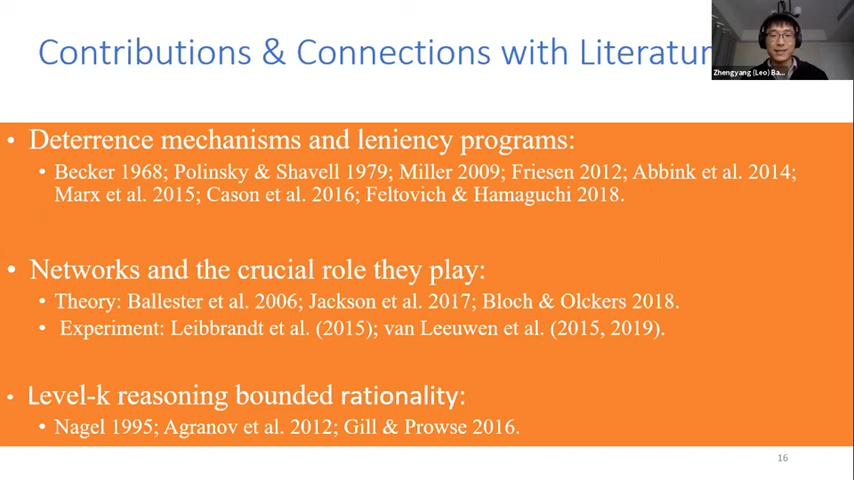 Contributions & Connections with Literatur
Zhengyang (Leo) Ba...
• Deterrence mechanisms and leniency programs:
• Becker 1968; Polinsky & Shavell 1979; Miller 2009; Friesen 2012; Abbink et al. 2014;
Marx et al. 2015; Cason et al. 2016; Feltovich & Hamaguchi 2018.
• Networks and the crucial role they play:
• Theory: Ballester et al. 2006; Jackson et al. 2017; Bloch & Olckers 2018.
• Experiment: Leibbrandt et al. (2015); van Leeuwen et al. (2015, 2019).
• Level-k reasoning bounded rationality:
• Nagel 1995; Agranov et al. 2012; Gill & Prowse 2016.
16